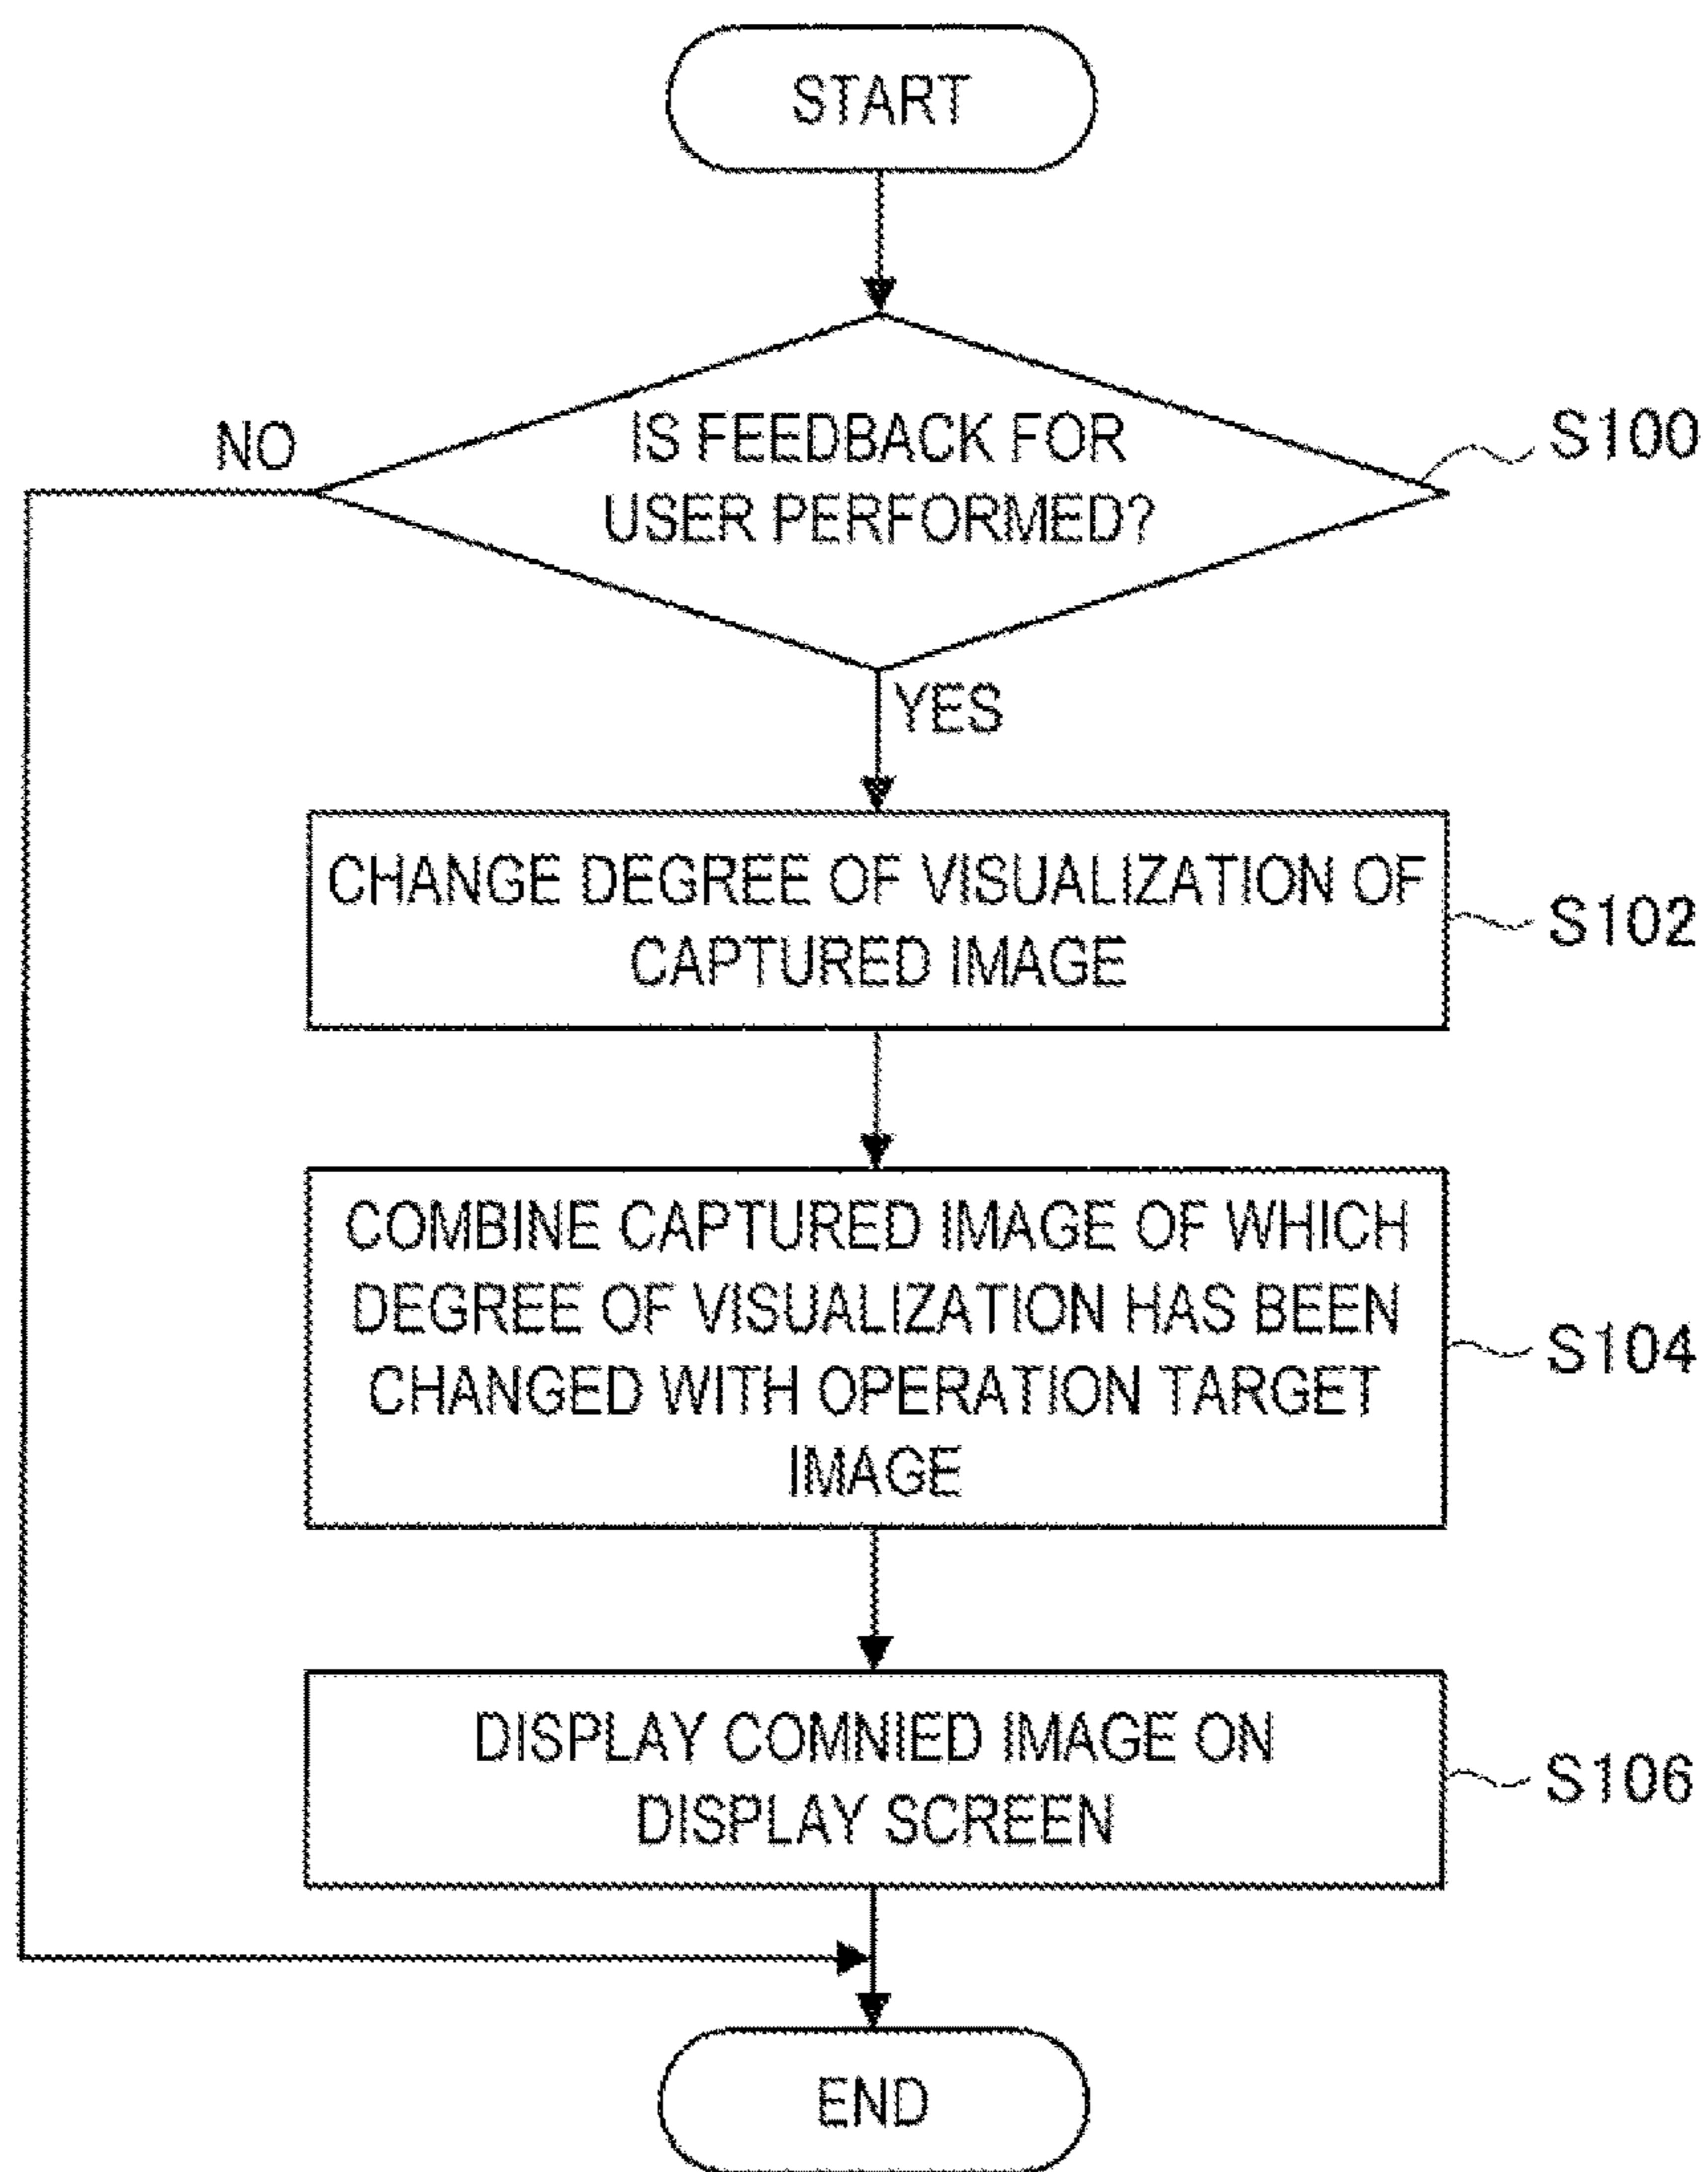 START
NO
IS FEEDBACK FOR
USER PERFORMED?
S100
YES
CHANGE DEGREE OF VISUALIZATION OF
CAPTURED IMAGE
S102
COMBINE CAPTURED IMAGE OF WHICH
DEGREE OF VISUALIZATION HAS BEEN
CHANGED WITH OPERATION TARGET
IMAGE
S104
DISPLAY COMNIED IMAGE ON
DISPLAY SCREEN
S106
END